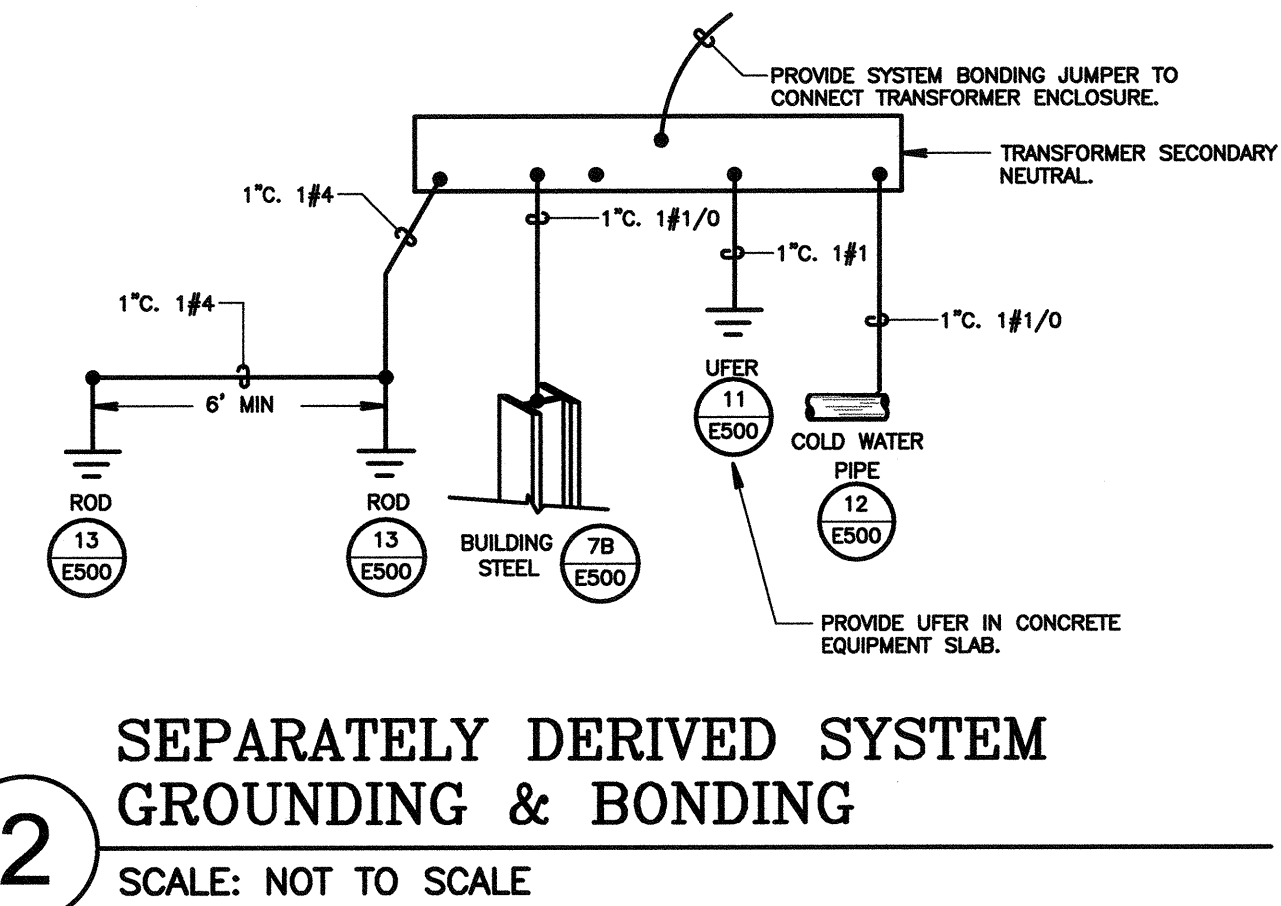 PROVIDE SYSTEM BONDING JUMPER TO
CONNECT TRANSFORMER ENCLOSURE.
TRANSFORMER SECONDARY
NEUTRAL.
1"C. 1#4
1"C. 1#1/0
1"C. 1#1
1"C. 1#4
1"C. 1#1/0
6' MIN
UFER
11
E500
COLD WATER
PIPE
12
E500
ROD
13
E500
ROD
13
E500
BUILDING
STEEL
7B
E500
PROVIDE UFER IN CONCRETE
EQUIPMENT SLAB.
SEPARATELY DERIVED SYSTEM
GROUNDING & BONDING
2
SCALE: NOT TO SCALE